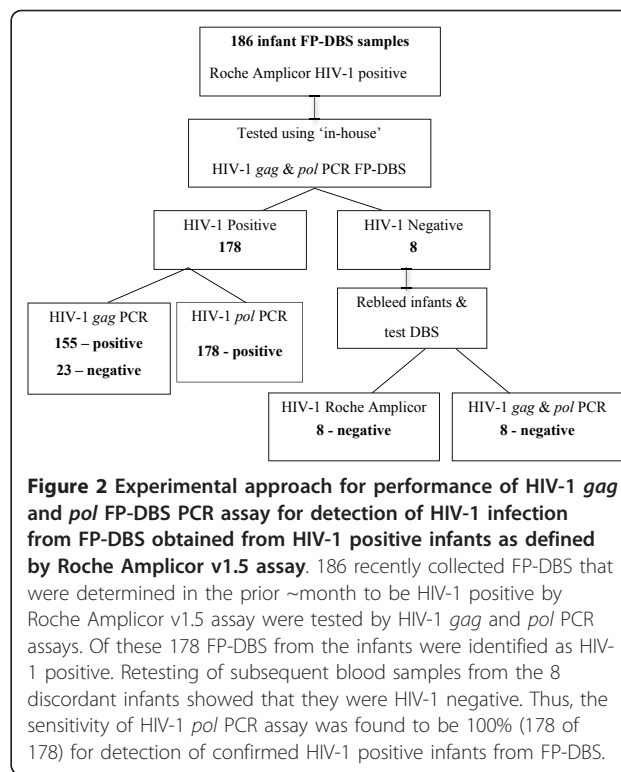 186 infant FP-DBS samples
Roche Amplicor HIV-1 positive
Tested using ‘in-house’
HIV-1 gag & pol PCR FP-DBS
HIV-1 Positive
178
HIV-1 Negative
8
HIV-1 gag PCR
155 – positive
23 – negative
HIV-1 pol PCR
178 - positive
Rebleed infants &
test DBS
HIV-1 Roche Amplicor
8 - negative
HIV-1 gag & pol PCR
8 - negative
Figure 2 Experimental approach for performance of HIV-1 gag
and pol FP-DBS PCR assay for detection of HIV-1 infection
from FP-DBS obtained from HIV-1 positive infants as defined
by Roche Amplicor v1.5 assay. 186 recently collected FP-DBS that
were determined in the prior ~month to be HIV-1 positive by
Roche Amplicor v1.5 assay were tested by HIV-1 gag and pol PCR
assays. Of these 178 FP-DBS from the infants were identified as HIV-
1 positive. Retesting of subsequent blood samples from the 8
discordant infants showed that they were HIV-1 negative. Thus, the
sensitivity of HIV-1 pol PCR assay was found to be 100% (178 of
178) for detection of confirmed HIV-1 positive infants from FP-DBS.